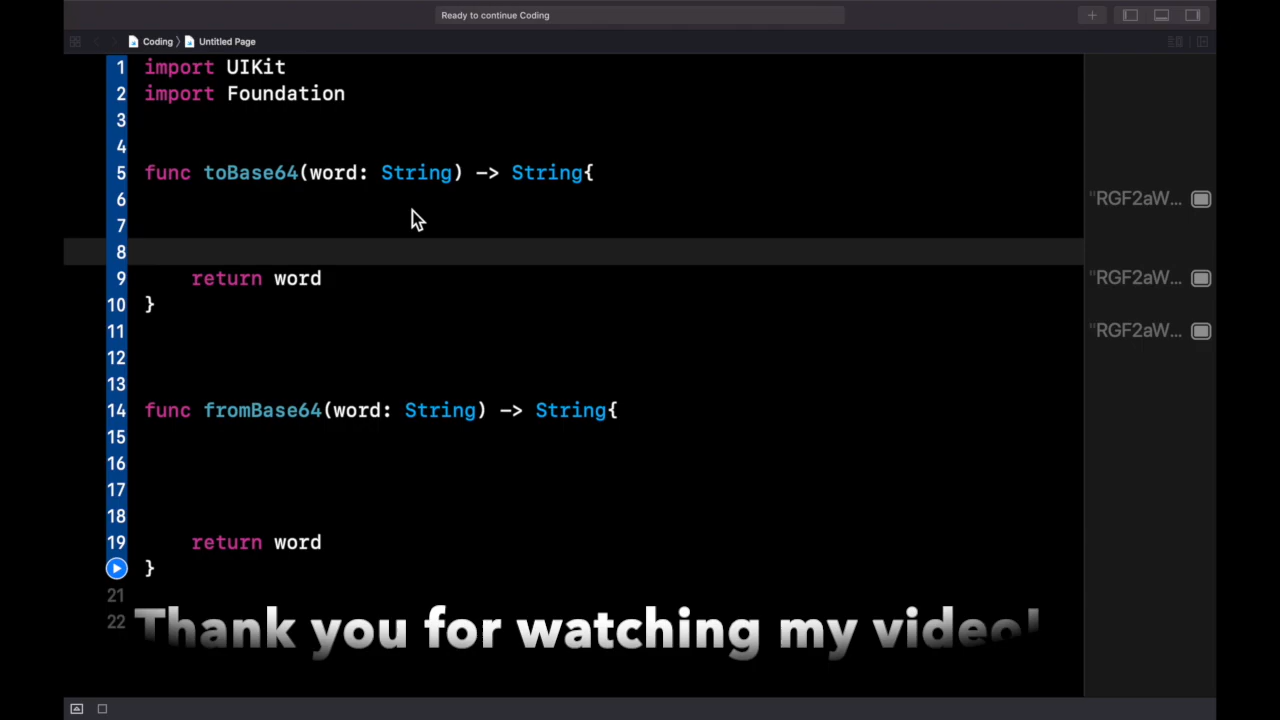 Ready to continue Coding
Coding 〉 Untitled Page
1 import UIKit
2 import Foundation
3
4
5 func toBase64(word: String) -> String{
6 "RGF2aW...
7
8
9 return word "RGF2aW...
10 }
11 "RGF2aW...
12
13
14 func fromBase64(word: String) -> String{
15
16
17
18
19 return word
}
21
22
Thank you for watching my video!